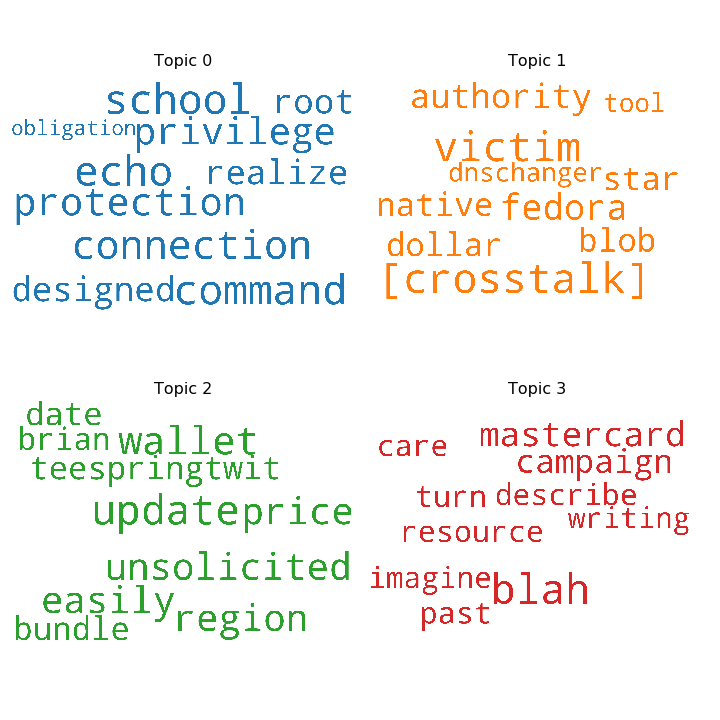 Topic 0
school root
obligation privilege
echo realize
protection
connection
designed command
Topic 1
authority tool
victim
dnschanger star
native fedora
dollar blob
[crosstalk]
Topic 2
date
brian wallet
teespringtwit
update price
unsolicited
easily region
bundle
Topic 3
care mastercard
campaign
turn describe
resource writing
imagine blah
past